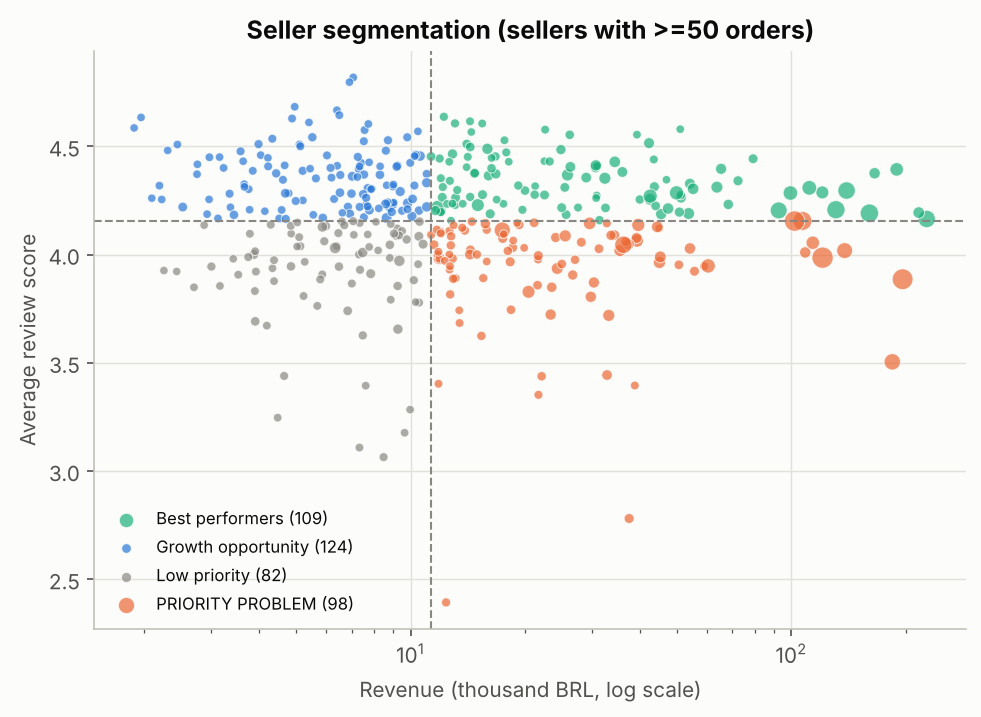 Seller segmentation (sellers with >=50 orders)
4.5
4.0
3.5
3.0
2.5
Average review score
Best performers (109)
Growth opportunity (124)
Low priority (82)
PRIORITY PROBLEM (98)
10¹ 10²
Revenue (thousand BRL, log scale)